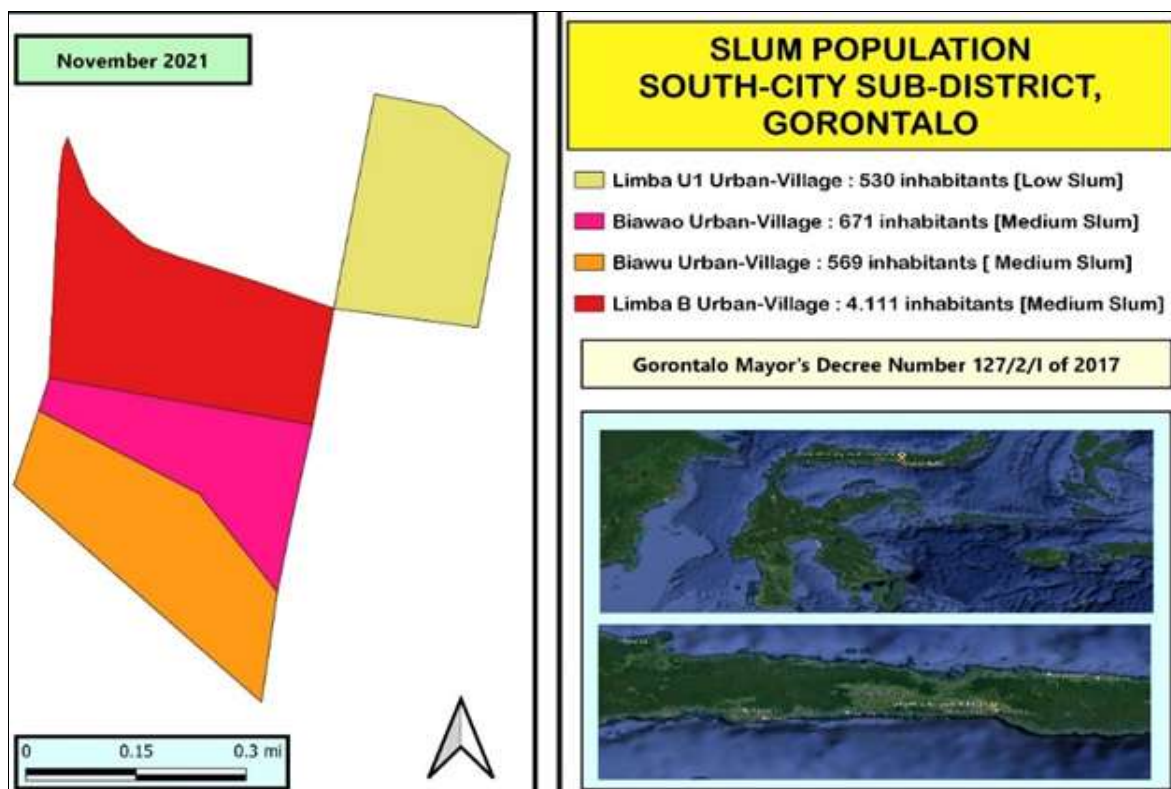 November 2021
0 0.15 0.3 mi
SLUM POPULATION
SOUTH-CITY SUB-DISTRICT,
GORONTALO
Limba U1 Urban-Village : 530 inhabitants [Low Slum]
Biawao Urban-Village : 671 inhabitants [Medium Slum]
Biawu Urban-Village : 569 inhabitants [ Medium Slum]
Limba B Urban-Village : 4.111 inhabitants [Medium Slum]
Gorontalo Mayor's Decree Number 127/2/I of 2017